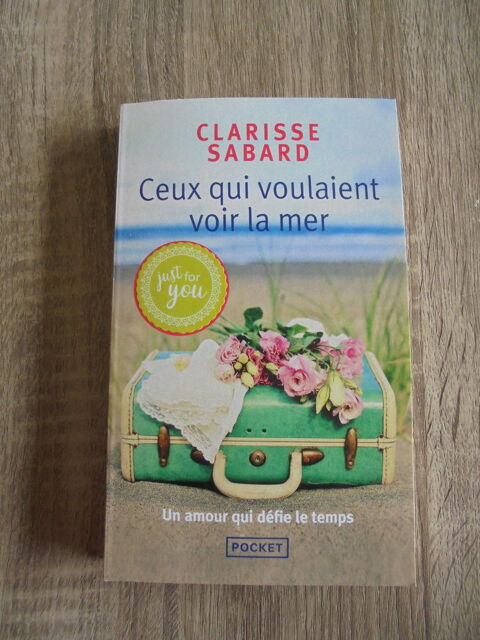 CLARISSE
SABARD
Ceux qui voulaient
voir la mer
just for
you
Un amour qui défie le temps
POCKET